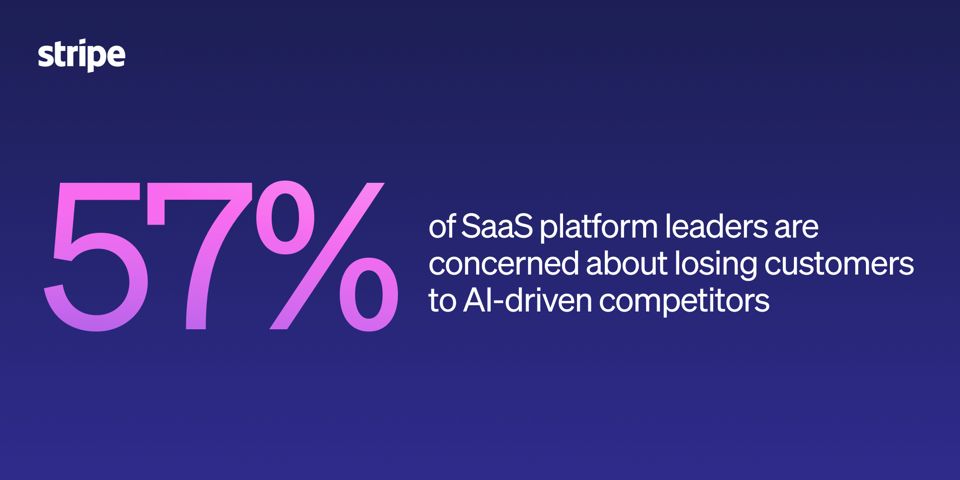 stripe
57%
of SaaS platform leaders are
concerned about losing customers
to AI-driven competitors